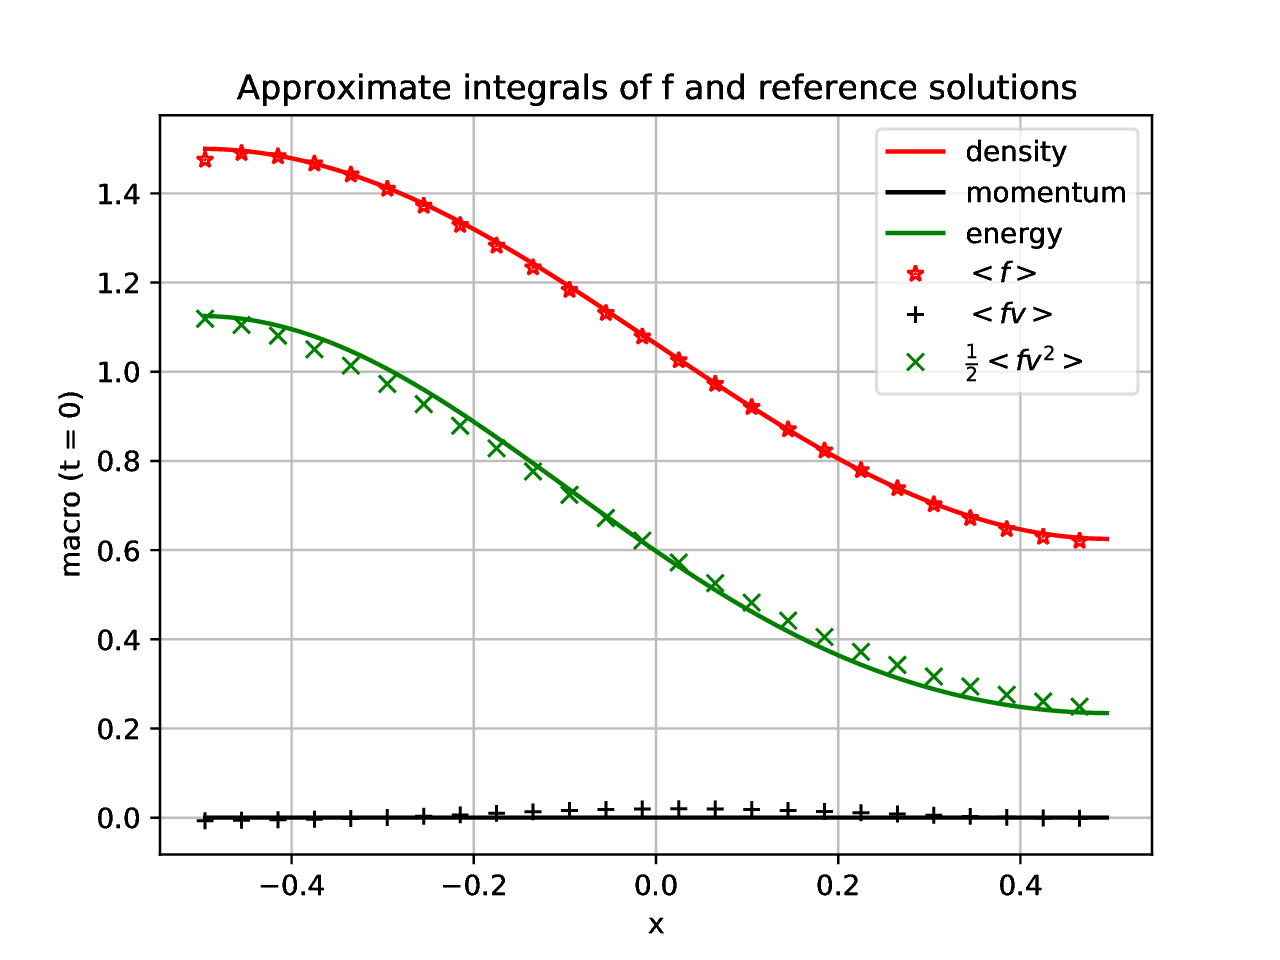 Approximate integrals of f and reference solutions
macro (t = 0)
1.4
1.2
1.0
0.8
0.6
0.4
0.2
0.0
−0.4 −0.2 0.0 0.2 0.4
x
density
momentum
energy
< f >
< fv >
½ < fv² >